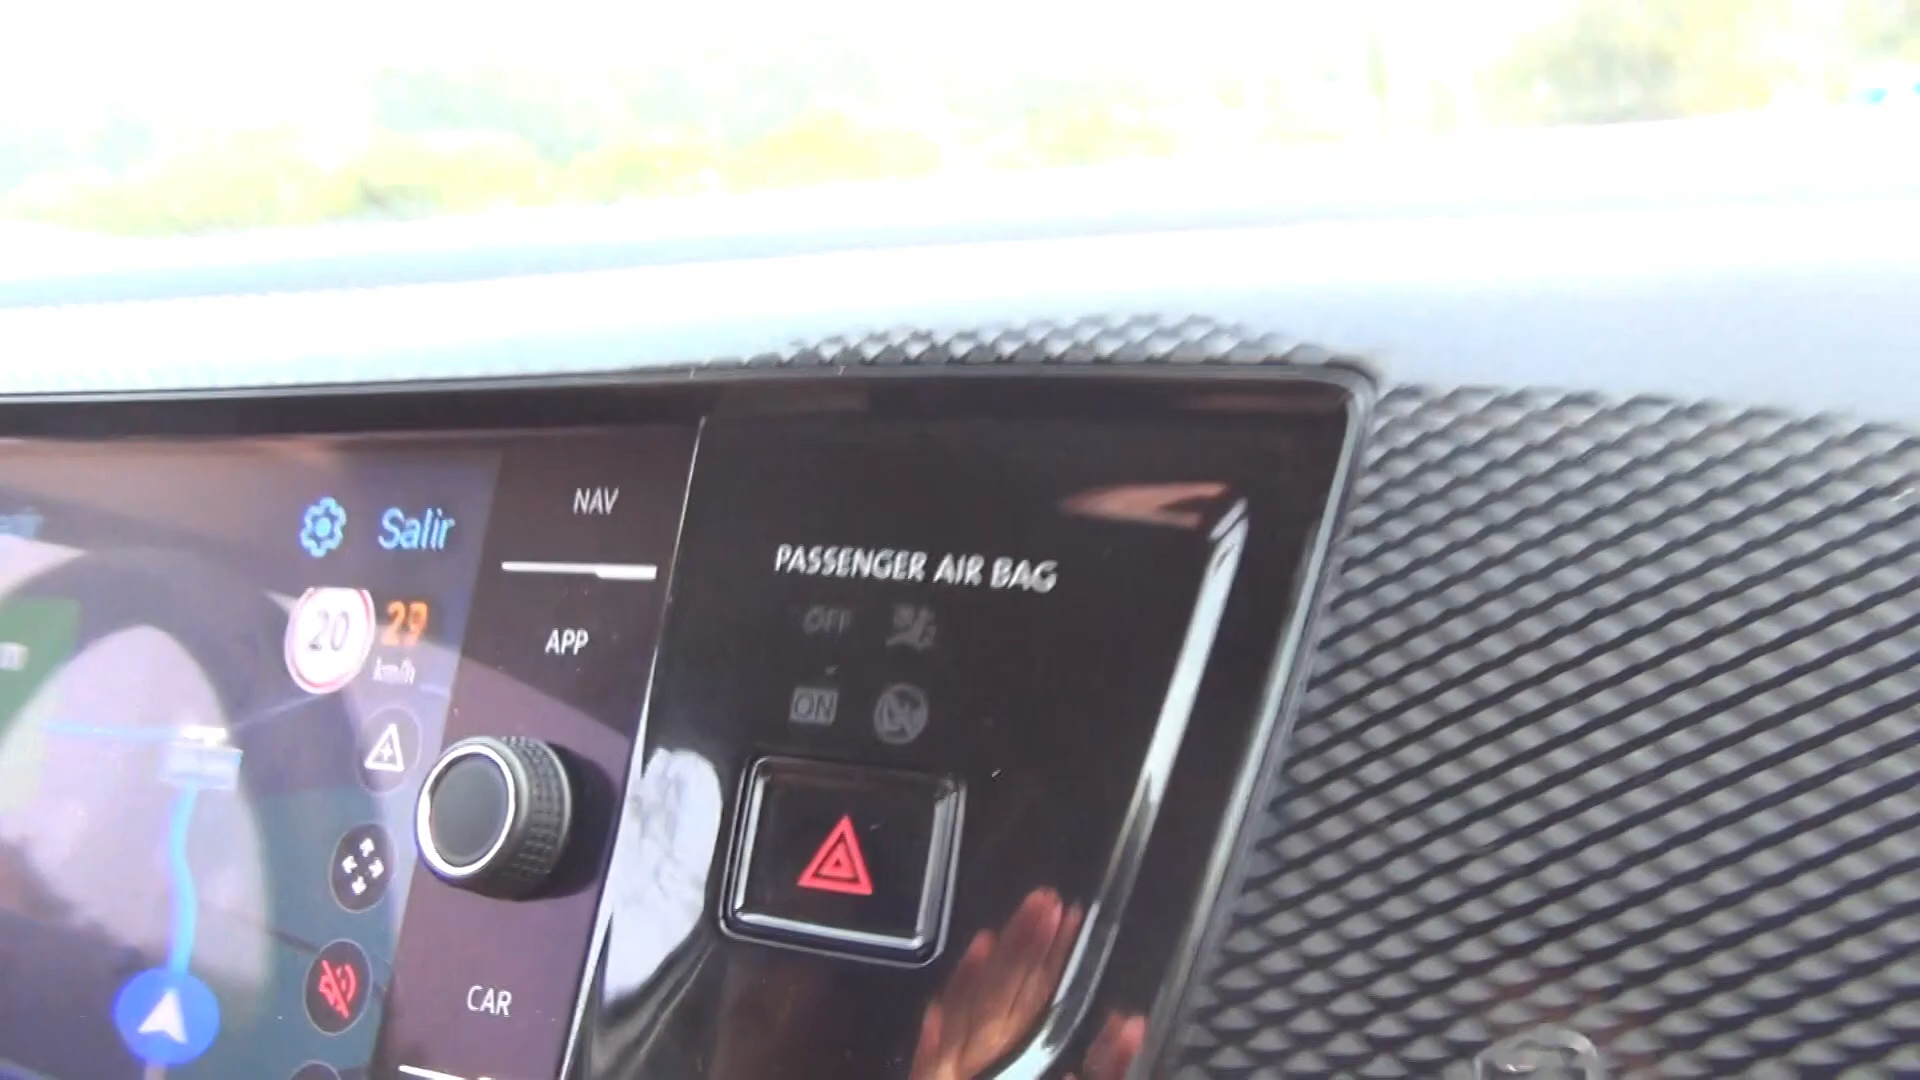 Salir
20 29
km/h
NAV
APP
CAR
PASSENGER AIR BAG
OFF
ON